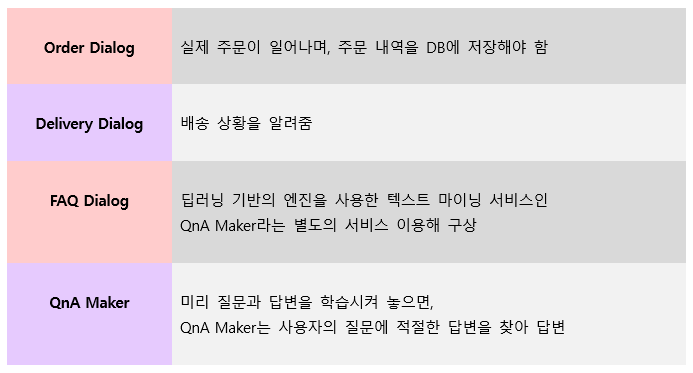 Order Dialog
실제 주문이 일어나며, 주문 내역을 DB에 저장해야 함
Delivery Dialog
배송 상황을 알려줌
FAQ Dialog
딥러닝 기반의 엔진을 사용한 텍스트 마이닝 서비스인
QnA Maker라는 별도의 서비스 이용해 구상
QnA Maker
미리 질문과 답변을 학습시켜 놓으면,
QnA Maker는 사용자의 질문에 적절한 답변을 찾아 답변